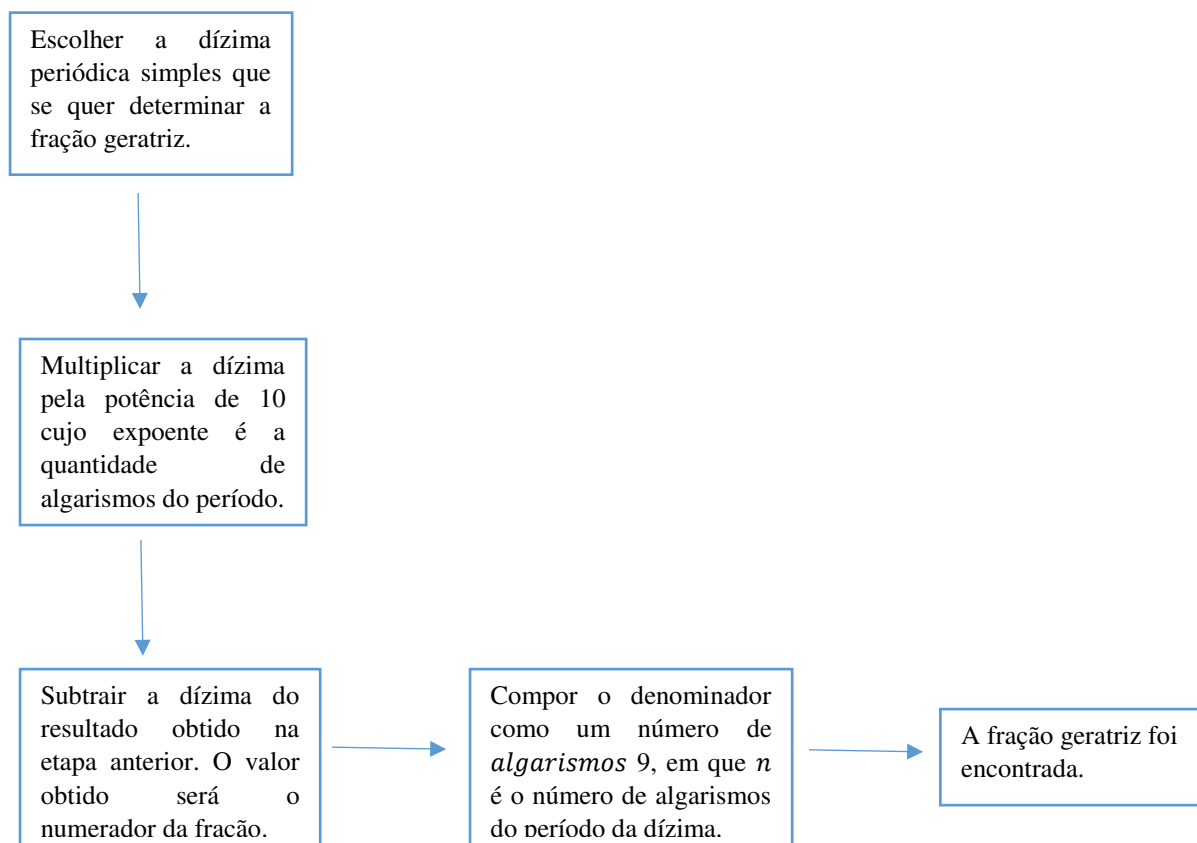 Escolher a dízima
periódica simples que
se quer determinar a
fração geratriz.
Multiplicar a dízima
pela potência de 10
cujo expoente é a
quantidade de
algarismos do período.
Subtrair a dízima do
resultado obtido na
etapa anterior. O valor
obtido será o
numerador da fração.
Compor o denominador
como um número de
algarismos 9, em que n
é o número de algarismos
do período da dízima.
A fração geratriz foi
encontrada.